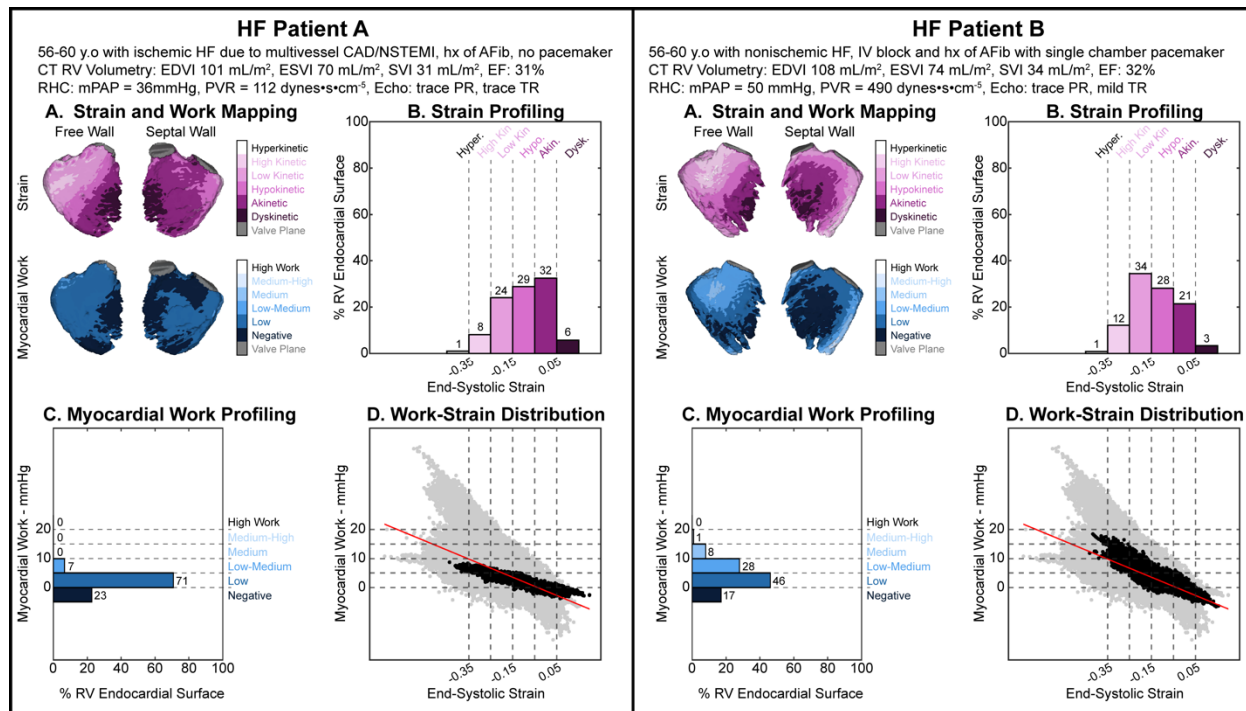 HF Patient A
56-60 y.o with ischemic HF due to multivessel CAD/NSTEMI, hx of AFib, no pacemaker
CT RV Volumetry: EDVI 101 mL/m², ESVI 70 mL/m², SVI 31 mL/m², EF: 31%
RHC: mPAP = 36mmHg, PVR = 112 dynes•s•cm⁻⁵, Echo: trace PR, trace TR
A. Strain and Work Mapping
Free Wall Septal Wall
Strain
Hyperkinetic
High Kinetic
Low Kinetic
Hypokinetic
Akinetic
Dyskinetic
Valve Plane
Myocardial Work
High Work
Medium-High
Medium
Low-Medium
Low
Negative
Valve Plane
B. Strain Profiling
% RV Endocardial Surface
100
80
60
40
20
0
Hyper. High Kin Low Kin Hypo. Akin. Dysk.
1 8 24 29 32 6
-0.35 -0.15 0.05
End-Systolic Strain
C. Myocardial Work Profiling
Myocardial Work - mmHg
20
10
0
0
0
0
7
71
23
High Work
Medium-High
Medium
Low-Medium
Low
Negative
0 20 40 60 80 100
% RV Endocardial Surface
D. Work-Strain Distribution
Myocardial Work - mmHg
20
10
0
-0.35 -0.15 0.05
End-Systolic Strain
HF Patient B
56-60 y.o with nonischemic HF, IV block and hx of AFib with single chamber pacemaker
CT RV Volumetry: EDVI 108 mL/m², ESVI 74 mL/m², SVI 34 mL/m², EF: 32%
RHC: mPAP = 50 mmHg, PVR = 490 dynes•s•cm⁻⁵, Echo: trace PR, mild TR
A. Strain and Work Mapping
Free Wall Septal Wall
Strain
Hyperkinetic
High Kinetic
Low Kinetic
Hypokinetic
Akinetic
Dyskinetic
Valve Plane
Myocardial Work
High Work
Medium-High
Medium
Low-Medium
Low
Negative
Valve Plane
B. Strain Profiling
% RV Endocardial Surface
100
80
60
40
20
0
Hyper. High Kin Low Kin Hypo. Akin. Dysk.
1 12 34 28 21 3
-0.35 -0.15 0.05
End-Systolic Strain
C. Myocardial Work Profiling
Myocardial Work - mmHg
20
10
0
0
1
8
28
46
17
High Work
Medium-High
Medium
Low-Medium
Low
Negative
0 20 40 60 80 100
% RV Endocardial Surface
D. Work-Strain Distribution
Myocardial Work - mmHg
20
10
0
-0.35 -0.15 0.05
End-Systolic Strain